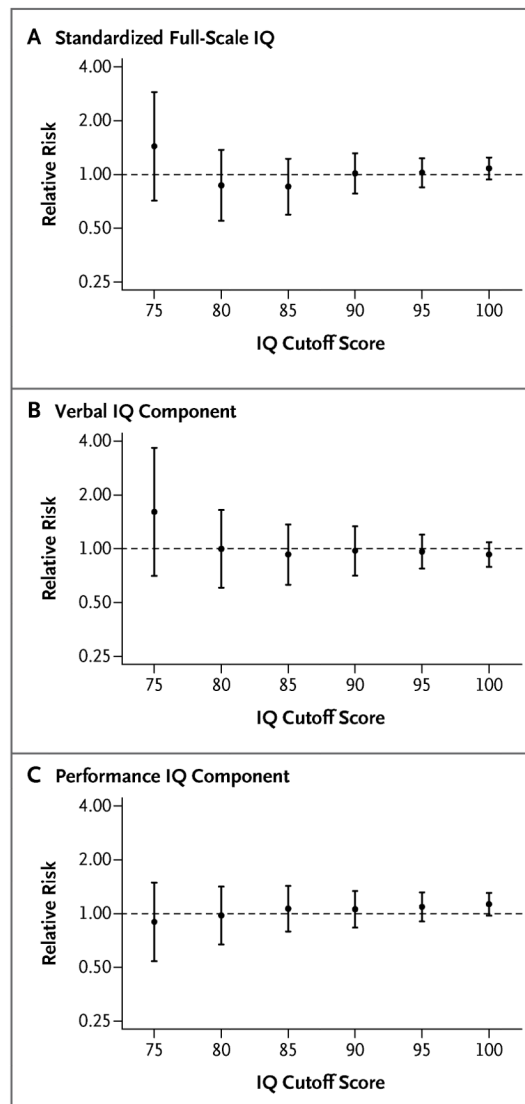 A Standardized Full-Scale IQ
4.00
2.00
1.00
0.50
0.25
Relative Risk
75 80 85 90 95 100
IQ Cutoff Score
B Verbal IQ Component
4.00
2.00
1.00
0.50
0.25
Relative Risk
75 80 85 90 95 100
IQ Cutoff Score
C Performance IQ Component
4.00
2.00
1.00
0.50
0.25
Relative Risk
75 80 85 90 95 100
IQ Cutoff Score